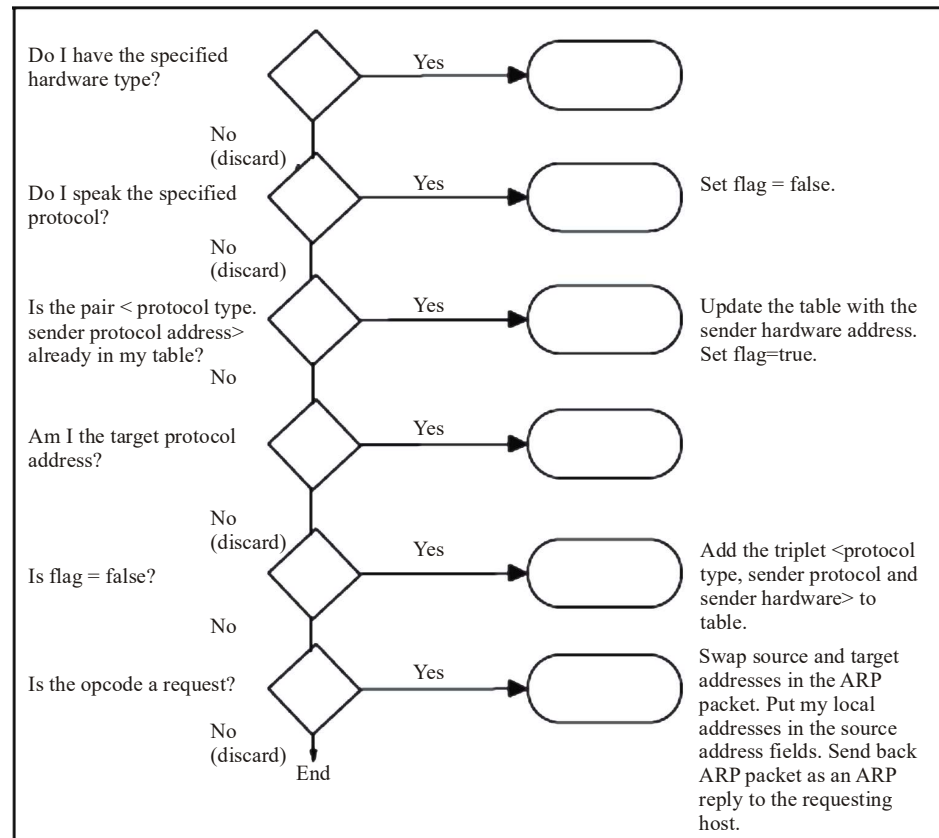 Do I have the specified
hardware type?
Yes
No
(discard)
Do I speak the specified
protocol?
Yes
Set flag = false.
No
(discard)
Is the pair < protocol type.
sender protocol address>
already in my table?
Yes
Update the table with the
sender hardware address.
Set flag=true.
No
Am I the target protocol
address?
Yes
No
(discard)
Is flag = false?
Yes
Add the triplet <protocol
type, sender protocol and
sender hardware> to
table.
No
Is the opcode a request?
Yes
Swap source and target
addresses in the ARP
packet. Put my local
addresses in the source
address fields. Send back
ARP packet as an ARP
reply to the requesting
host.
No
(discard)
End